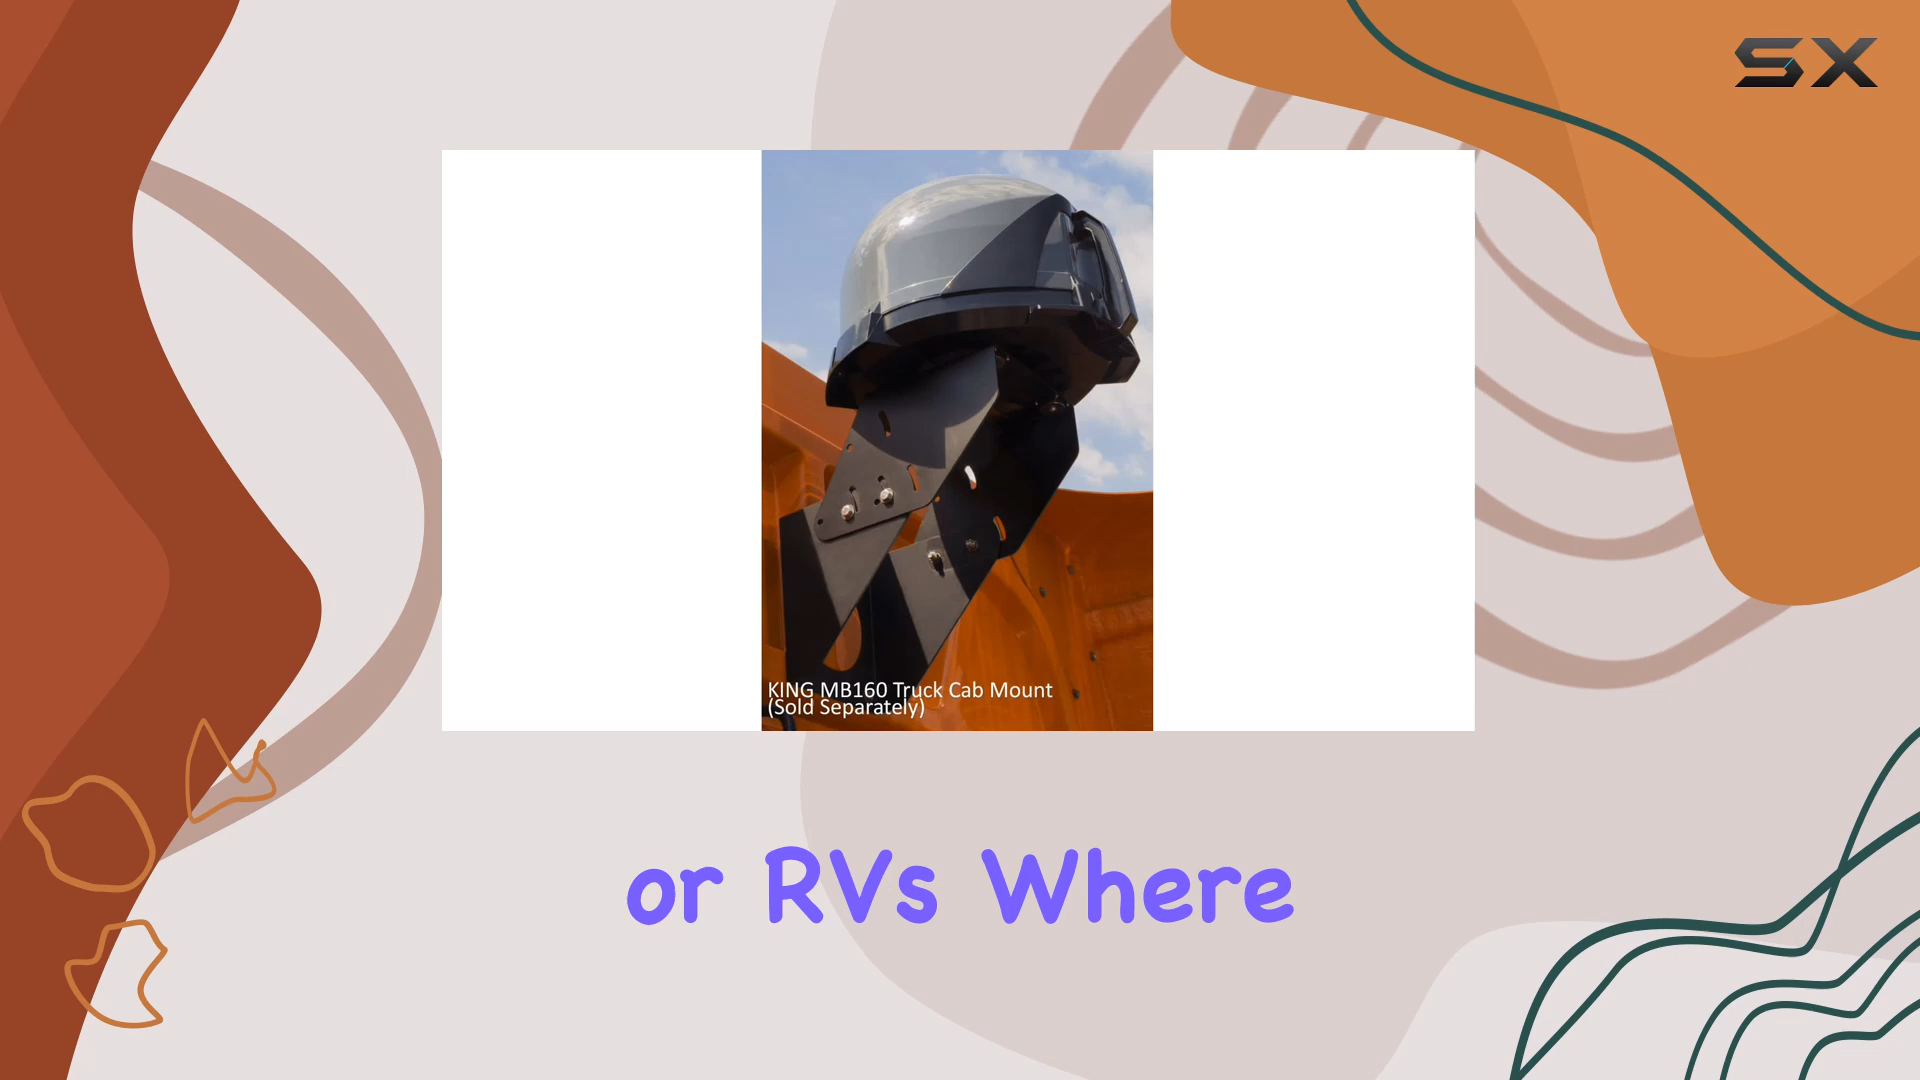 SX
KING MB160 Truck Cab Mount
(Sold Separately)
or RVs Where